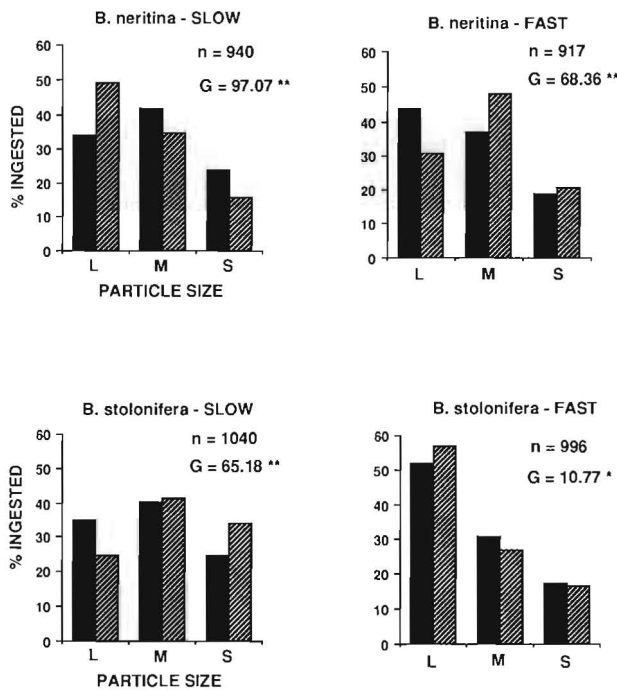 B. neritina - SLOW
n = 940
G = 97.07 **
60
50
40
30
20
10
0
% INGESTED
L M S
PARTICLE SIZE
B. neritina - FAST
n = 917
G = 68.36 **
60
50
40
30
20
10
0
L M S
B. stolonifera - SLOW
n = 1040
G = 65.18 **
60
50
40
30
20
10
0
% INGESTED
L M S
PARTICLE SIZE
B. stolonifera - FAST
n = 996
G = 10.77 *
60
50
40
30
20
10
0
L M S